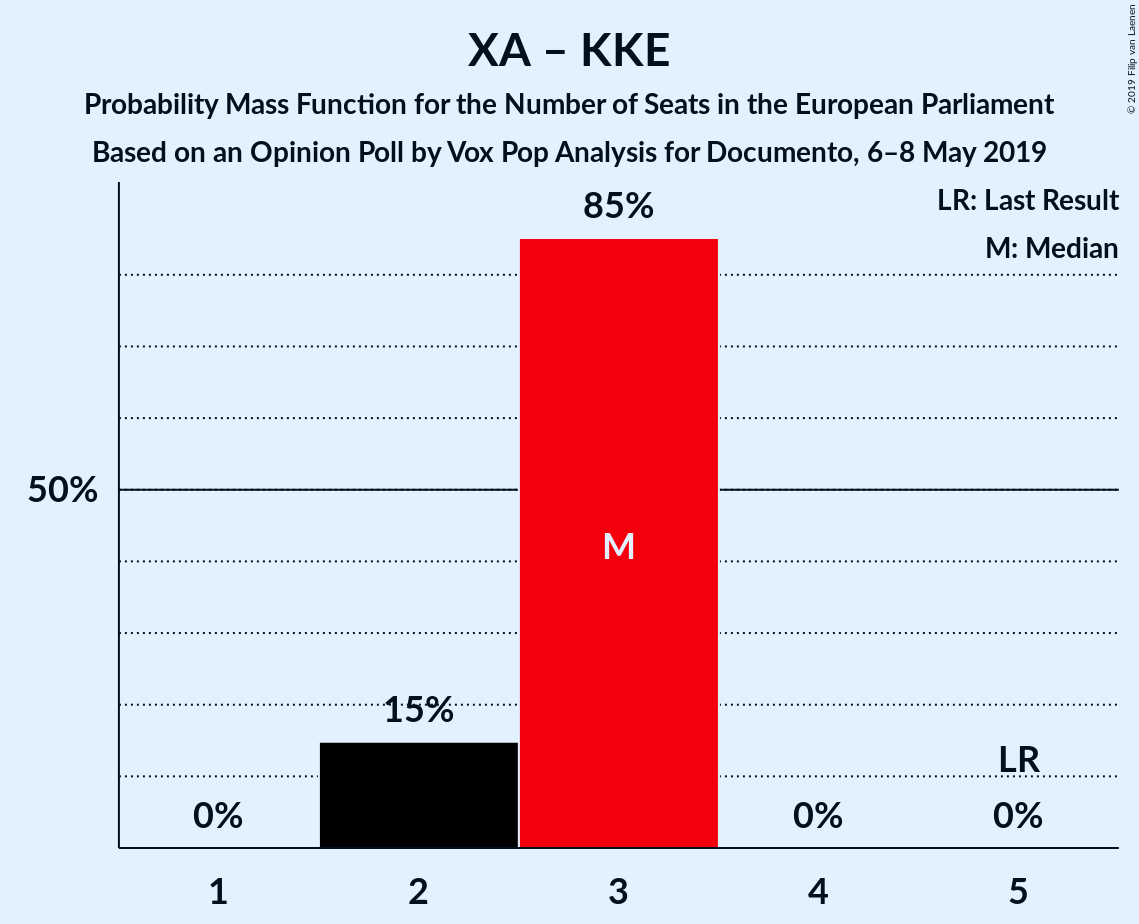 XA – KKE
Probability Mass Function for the Number of Seats in the European Parliament
Based on an Opinion Poll by Vox Pop Analysis for Documento, 6–8 May 2019
© 2019 Filip van Laenen
LR: Last Result
M: Median
85%
50%
M
15%
LR
0%
0%
0%
1
2
3
4
5